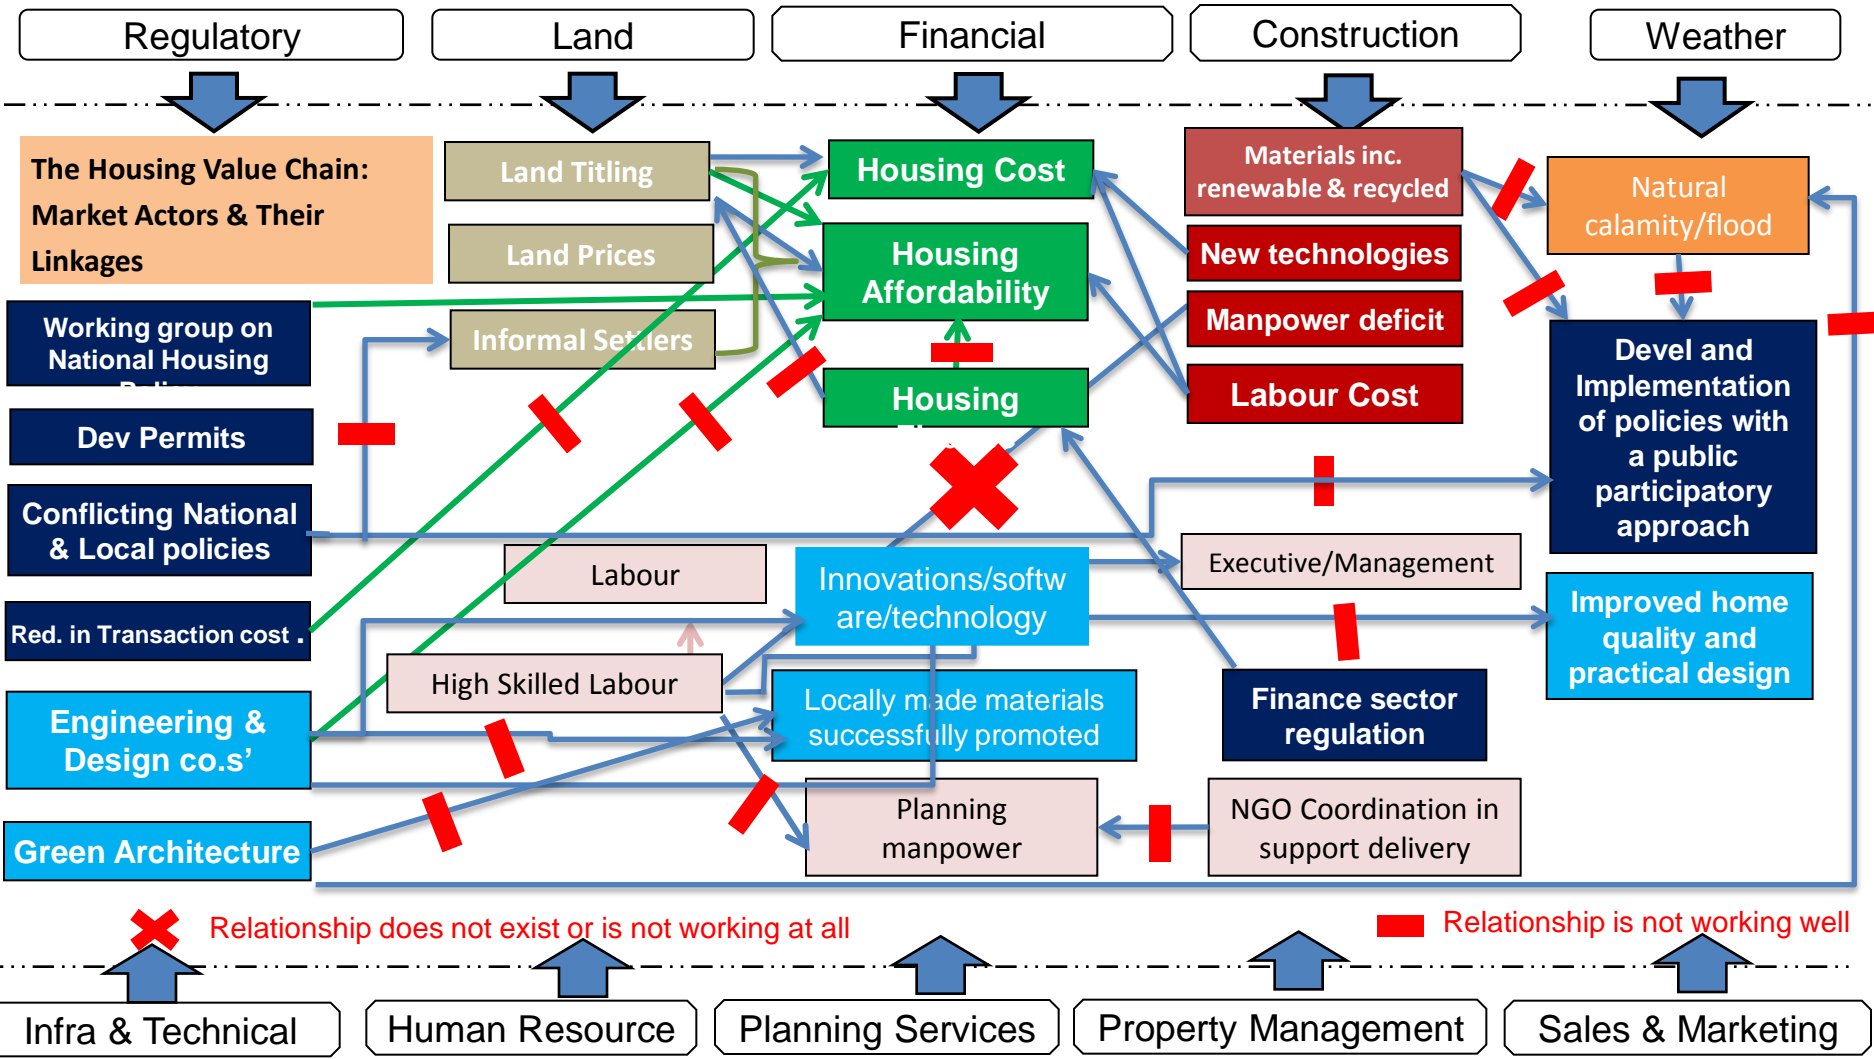 Regulatory
Land
Financial
Construction
Weather
The Housing Value Chain:
Market Actors & Their
Linkages
Land Titling
Land Prices
Informal Settlers
Housing Cost
Housing
Affordability
Housing
Materials inc.
renewable & recycled
New technologies
Manpower deficit
Labour Cost
Natural
calamity/flood
Devel and
Implementation
of policies with
a public
participatory
approach
Working group on
National Housing
Dev Permits
Conflicting National
& Local policies
Red. in Transaction cost .
Engineering &
Design co.s’
Green Architecture
Labour
High Skilled Labour
Innovations/softw
are/technology
Locally made materials
successfully promoted
Planning
manpower
Executive/Management
Improved home
quality and
practical design
Finance sector
regulation
NGO Coordination in
support delivery
Relationship does not exist or is not working at all
Relationship is not working well
Infra & Technical
Human Resource
Planning Services
Property Management
Sales & Marketing